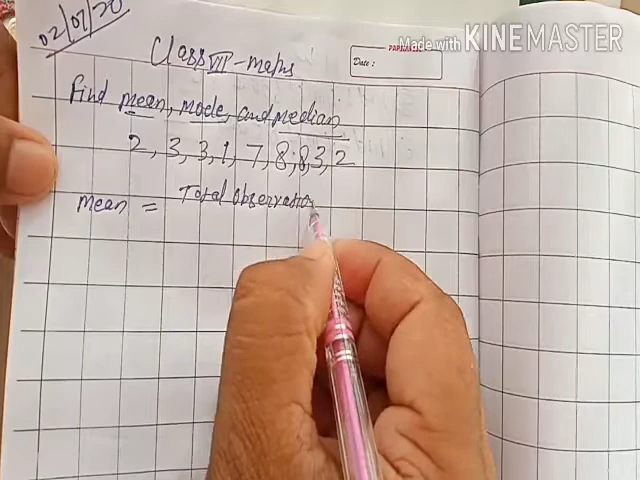 Made with KINEMASTER
02/07/20
Class VII - maths
Date :
Find mean, mode, and median
2, 3, 3, 1, 7, 8, 8, 3, 2
mean = Total observation